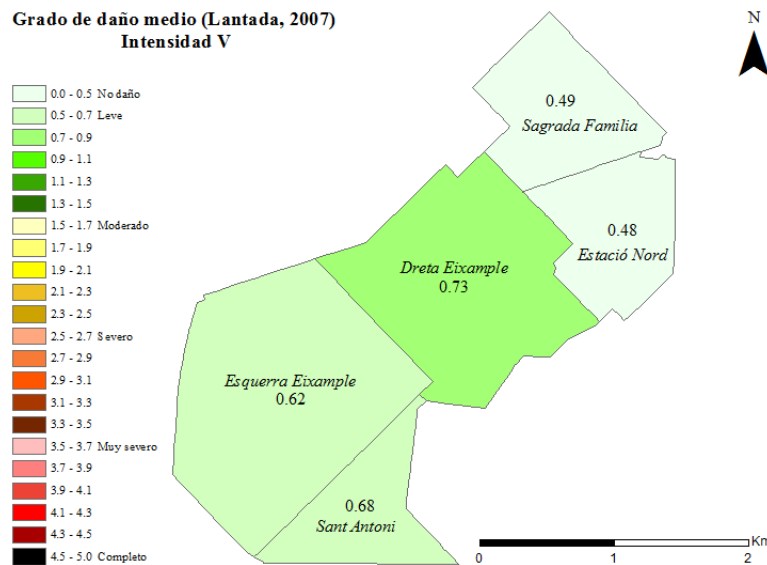 Grado de daño medio (Lantada, 2007)
Intensidad V
N
0.0 - 0.5 No daño
0.5 - 0.7 Leve
0.7 - 0.9
0.9 - 1.1
1.1 - 1.3
1.3 - 1.5
1.5 - 1.7 Moderado
1.7 - 1.9
1.9 - 2.1
2.1 - 2.3
2.3 - 2.5
2.5 - 2.7 Severo
2.7 - 2.9
2.9 - 3.1
3.1 - 3.3
3.3 - 3.5
3.5 - 3.7 Muy severo
3.7 - 3.9
3.9 - 4.1
4.1 - 4.3
4.3 - 4.5
4.5 - 5.0 Completo
0.49
Sagrada Familia
0.48
Estació Nord
Dreta Eixample
0.73
Esquerra Eixample
0.62
0.68
Sant Antoni
Km
0 1 2